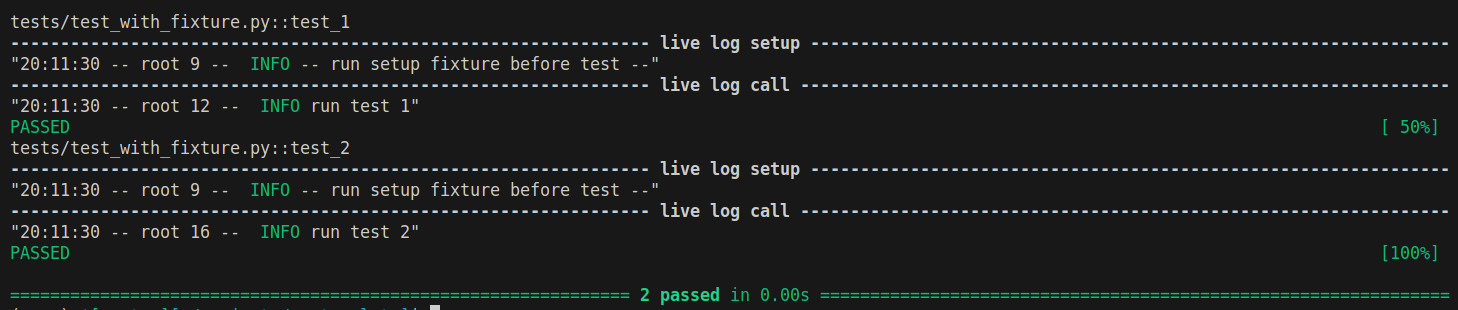 tests/test_with_fixture.py::test_1
---------------------------------------------------------------- live log setup ----------------------------------------------------------------
"20:11:30 -- root 9 --  INFO -- run setup fixture before test --"
---------------------------------------------------------------- live log call -----------------------------------------------------------------
"20:11:30 -- root 12 --  INFO run test 1"
PASSED [ 50%]
tests/test_with_fixture.py::test_2
---------------------------------------------------------------- live log setup ----------------------------------------------------------------
"20:11:30 -- root 9 --  INFO -- run setup fixture before test --"
---------------------------------------------------------------- live log call -----------------------------------------------------------------
"20:11:30 -- root 16 --  INFO run test 2"
PASSED [100%]
============================================================== 2 passed in 0.00s ===============================================================